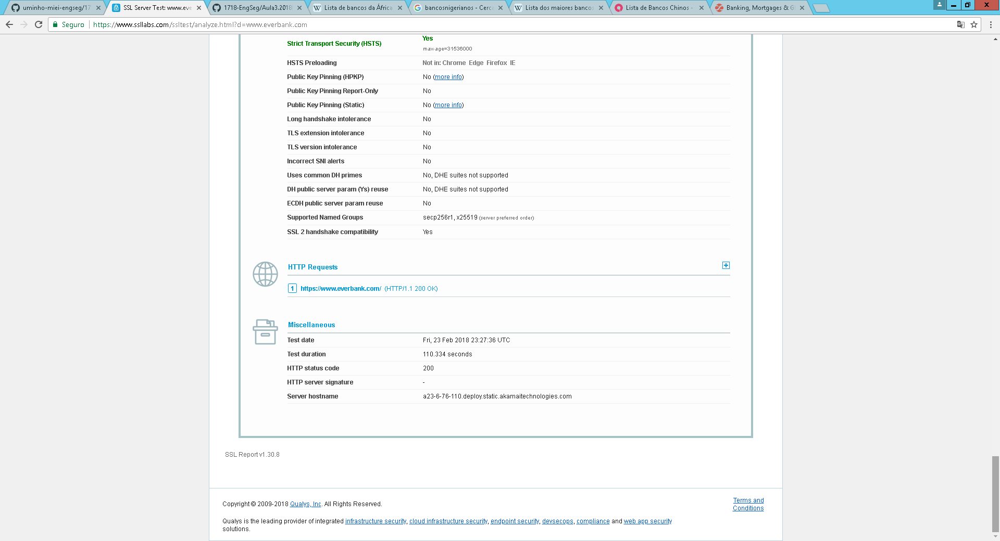 uminho-miei-engseg/17
SSL Server Test: www.eve
1718-EngSeg/Aula3.2018
Lista de bancos da África
bancosnigerianos - Cerca
Lista dos maiores bancos
Lista de Bancos Chinos -
Banking, Mortgages & G
Seguro
https://www.ssllabs.com/ssltest/analyze.html?d=www.everbank.com
Strict Transport Security (HSTS) Yes
max-age=31536000
HSTS Preloading Not in: Chrome Edge Firefox IE
Public Key Pinning (HPKP) No (more info)
Public Key Pinning Report-Only No
Public Key Pinning (Static) No (more info)
Long handshake intolerance No
TLS extension intolerance No
TLS version intolerance No
Incorrect SNI alerts No
Uses common DH primes No, DHE suites not supported
DH public server param (Ys) reuse No, DHE suites not supported
ECDH public server param reuse No
Supported Named Groups secp256r1, x25519 (server preferred order)
SSL 2 handshake compatibility Yes
HTTP Requests
1 https://www.everbank.com/ (HTTP/1.1 200 OK)
Miscellaneous
Test date Fri, 23 Feb 2018 23:27:36 UTC
Test duration 110.334 seconds
HTTP status code 200
HTTP server signature -
Server hostname a23-6-76-110.deploy.static.akamaitechnologies.com
SSL Report v1.30.8
Copyright © 2009-2018 Qualys, Inc. All Rights Reserved.
Terms and
Conditions
Qualys is the leading provider of integrated infrastructure security, cloud infrastructure security, endpoint security, devsecops, compliance and web app security
solutions.